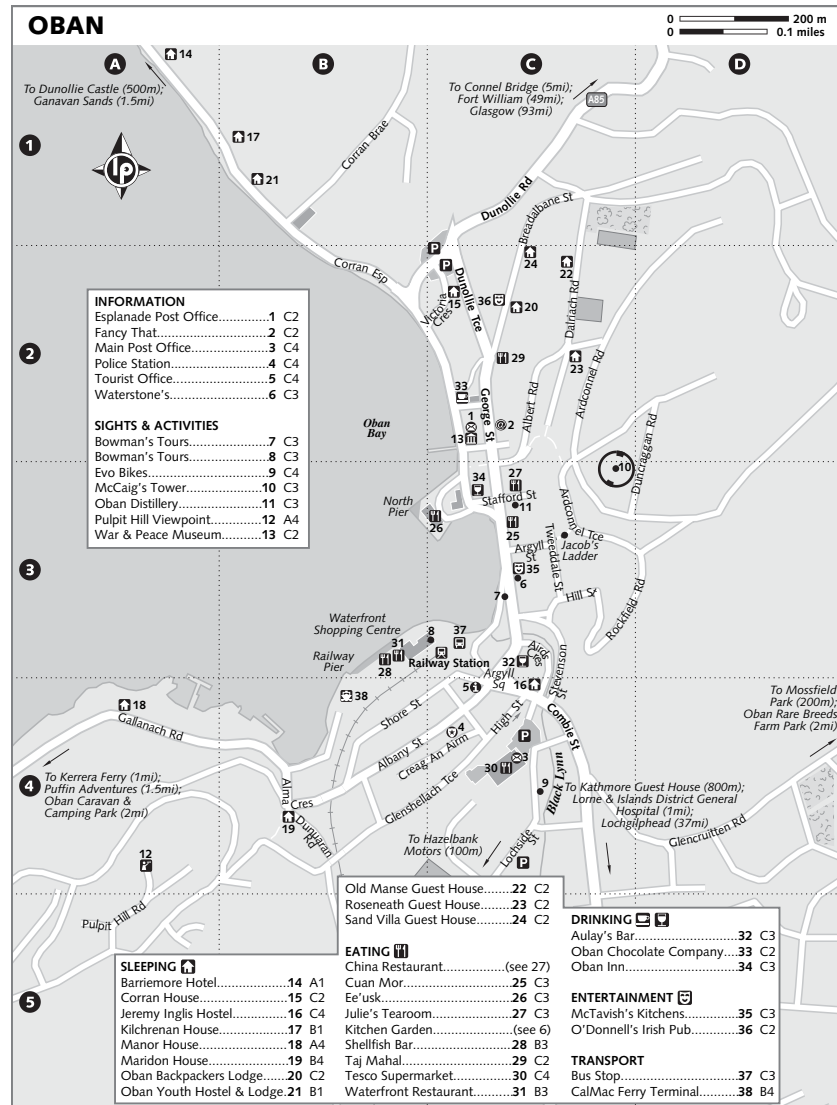 OBAN
0 200 m
0 0.1 miles
A
B
C
D
1
2
3
4
5
To Dunollie Castle (500m);
Ganavan Sands (1.5mi)
To Connel Bridge (5mi);
Fort William (49mi);
Glasgow (93mi)
A85
14
17
21
lp
Corran Brae
Dunollie Rd
Breadalbane St
Corran Esp
P
P
Dunollie Tce
Victoria Cres
15
36
20
24
22
Dalriach Rd
29
23
33
George St
Albert Rd
Ardconnel Rd
1
2
13
Oban
Bay
Duncraggan Rd
10
INFORMATION
Esplanade Post Office..............1 C2
Fancy That..............2 C2
Main Post Office..............3 C4
Police Station..............4 C4
Tourist Office..............5 C4
Waterstone's..............6 C3
SIGHTS & ACTIVITIES
Bowman's Tours..............7 C3
Bowman's Tours..............8 C3
Evo Bikes..............9 C4
McCaig's Tower..............10 C3
Oban Distillery..............11 C3
Pulpit Hill Viewpoint..............12 A4
War & Peace Museum..............13 C2
34
27
Stafford St
11
North
Pier
26
25
Argyll
St
Ardconnel Tce
Tweeddale St
Jacob's
Ladder
35
6
7
Hill St
Rockfield Rd
Waterfront
Shopping Centre
8
37
31
28
Railway
Pier
Railway Station
32
Airds
Cres
Argyll
Sq
Stevenson St
16
5
38
18
Gallanach Rd
Shore St
Albany St
4
Creag An Airm
High St
Combie St
P
3
30
Glenshellach Tce
9
Black Lynn
To Mossfield
Park (200m);
Oban Rare Breeds
Farm Park (2mi)
To Kerrera Ferry (1mi);
Puffin Adventures (1.5mi);
Oban Caravan &
Camping Park (2mi)
Alma
Cres
19
Dunuaran
Rd
To Kathmore Guest House (800m);
Lorne & Islands District General
Hospital (1mi);
Lochgilphead (37mi)
Glencruitten Rd
To Hazelbank
Motors (100m)
Lochside
St
P
12
Pulpit Hill Rd
SLEEPING
Barriemore Hotel..............14 A1
Corran House..............15 C2
Jeremy Inglis Hostel..............16 C4
Kilchrenan House..............17 B1
Manor House..............18 A4
Maridon House..............19 B4
Oban Backpackers Lodge..............20 C2
Oban Youth Hostel & Lodge.21 B1
Old Manse Guest House.......22 C2
Roseneath Guest House........23 C2
Sand Villa Guest House.........24 C2
EATING
China Restaurant..............(see 27)
Cuan Mor..............25 C3
Ee'usk..............26 C3
Julie's Tearoom..............27 C3
Kitchen Garden..............(see 6)
Shellfish Bar..............28 B3
Taj Mahal..............29 C2
Tesco Supermarket..............30 C4
Waterfront Restaurant..............31 B3
DRINKING
Aulay's Bar..............32 C3
Oban Chocolate Company.....33 C2
Oban Inn..............34 C3
ENTERTAINMENT
McTavish's Kitchens..............35 C3
O'Donnell's Irish Pub..............36 C2
TRANSPORT
Bus Stop..............37 C3
CalMac Ferry Terminal..............38 B4